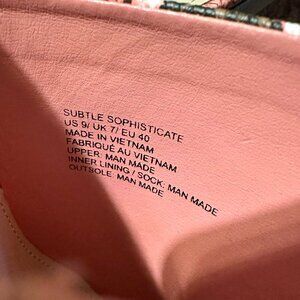 SUBTLE SOPHISTICATE
US 9/ UK 7/ EU 40
MADE IN VIETNAM
FABRIQUÉ AU VIETNAM
UPPER: MAN MADE
INNER LINING / SOCK: MAN MADE
OUTSOLE: MAN MADE